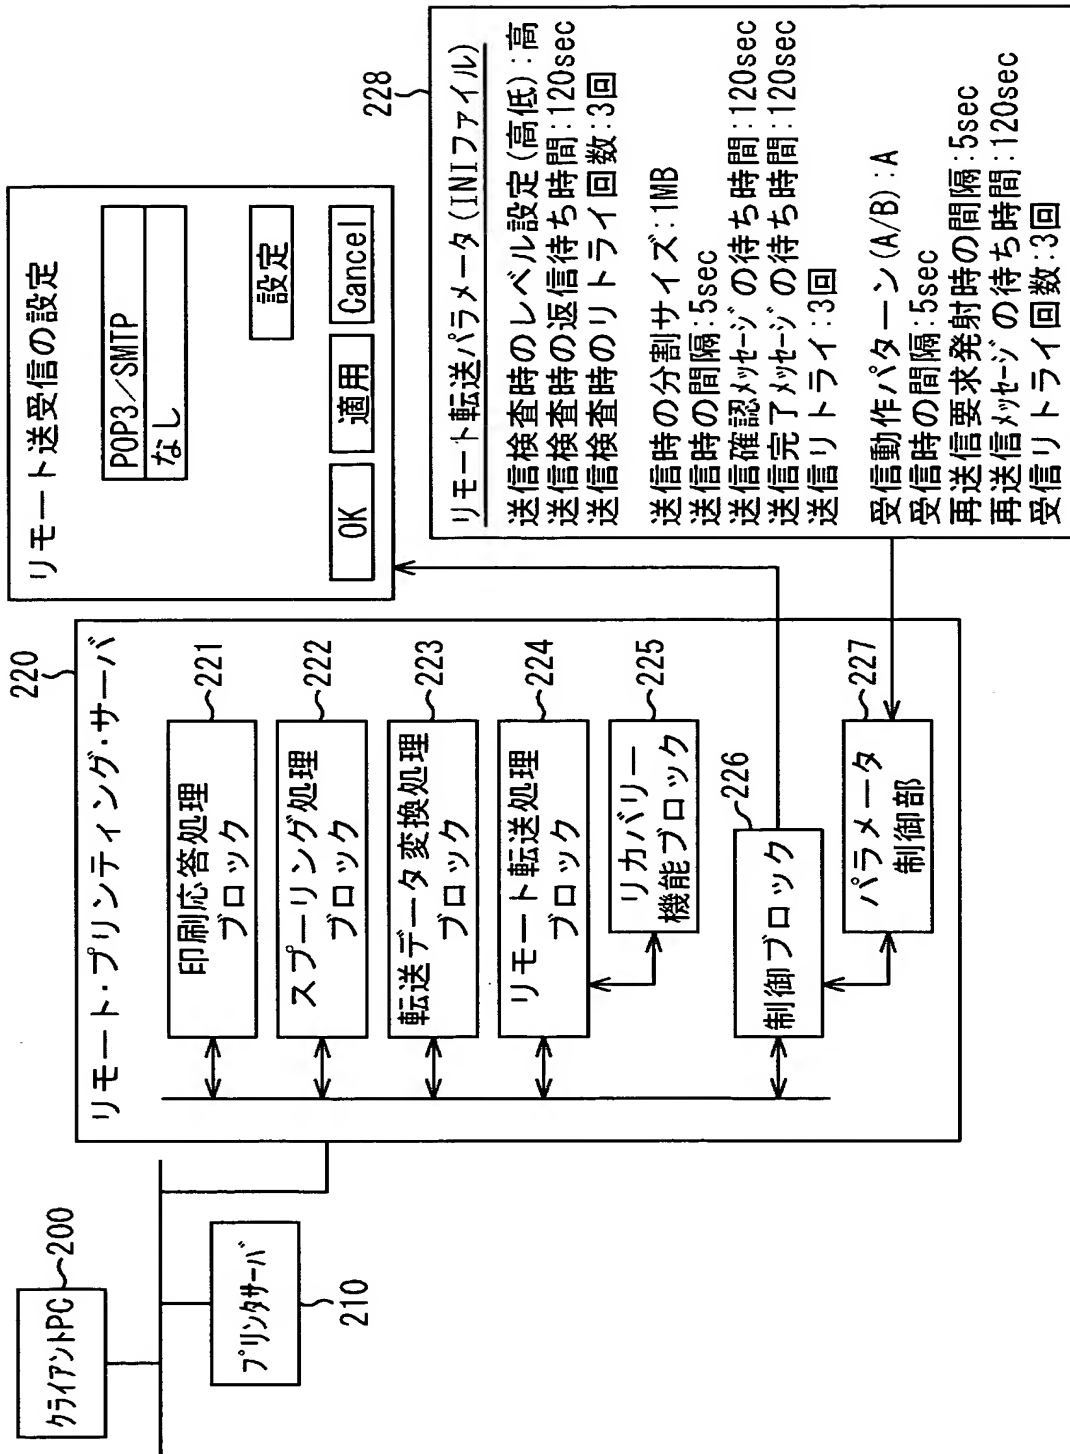 クライアントPC
200
プリンタサーバ
210
220
リモート・プリンティング・サーバ
印刷応答処理
ブロック
221
スプーリング処理
ブロック
222
転送データ変換処理
ブロック
223
リモート転送処理
ブロック
224
リカバリー
機能ブロック
225
制御ブロック
226
パラメータ
制御部
227
リモート送受信の設定
POP3/SMTP
なし
設定
OK
適用
Cancel
228
リモート転送パラメータ(INIファイル)
送信検査時のレベル設定(高低):高
送信検査時の返信待ち時間:120sec
送信検査時のリトライ回数:3回
送信時の分割サイズ:1MB
送信時の間隔:5sec
送信確認メッセージの待ち時間:120sec
送信完了メッセージの待ち時間:120sec
送信リトライ:3回
受信動作パターン(A/B):A
受信時の間隔:5sec
再送信要求発射時の間隔:5sec
再送信メッセージの待ち時間:120sec
受信リトライ回数:3回